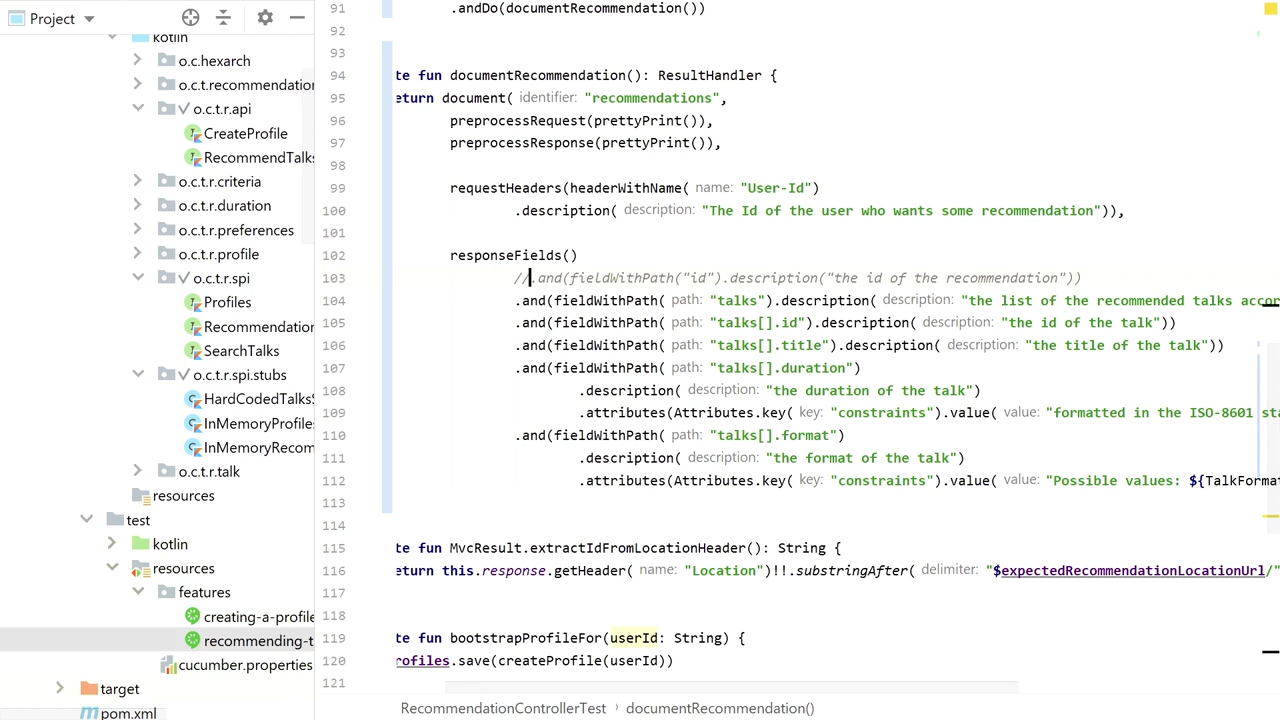 Project
kotlin
o.c.hexarch
o.c.t.recommendation
o.c.t.r.api
CreateProfile
RecommendTalks
o.c.t.r.criteria
o.c.t.r.duration
o.c.t.r.preferences
o.c.t.r.profile
o.c.t.r.spi
Profiles
Recommendation
SearchTalks
o.c.t.r.spi.stubs
HardCodedTalksS
InMemoryProfile
InMemoryRecom
o.c.t.r.talk
resources
test
kotlin
resources
features
creating-a-profile
recommending-t
cucumber.properties
target
pom.xml
91 .andDo(documentRecommendation())
92
93
94 te fun documentRecommendation(): ResultHandler {
95 eturn document( identifier: "recommendations",
96 preprocessRequest(prettyPrint()),
97 preprocessResponse(prettyPrint()),
98
99 requestHeaders(headerWithName( name: "User-Id")
100 .description( description: "The Id of the user who wants some recommendation")),
101
102 responseFields()
103 //.and(fieldWithPath("id").description("the id of the recommendation"))
104 .and(fieldWithPath( path: "talks").description( description: "the list of the recommended talks acco
105 .and(fieldWithPath( path: "talks[].id").description( description: "the id of the talk"))
106 .and(fieldWithPath( path: "talks[].title").description( description: "the title of the talk"))
107 .and(fieldWithPath( path: "talks[].duration")
108 .description( description: "the duration of the talk")
109 .attributes(Attributes.key( key: "constraints").value( value: "formatted in the ISO-8601 sta
110 .and(fieldWithPath( path: "talks[].format")
111 .description( description: "the format of the talk")
112 .attributes(Attributes.key( key: "constraints").value( value: "Possible values: ${TalkForma
113
114
115 te fun MvcResult.extractIdFromLocationHeader(): String {
116 eturn this.response.getHeader( name: "Location")!!.substringAfter( delimiter: "$expectedRecommendationLocationUrl/"
117
118
119 te fun bootstrapProfileFor(userId: String) {
120 rofiles.save(createProfile(userId))
121
RecommendationControllerTest › documentRecommendation()